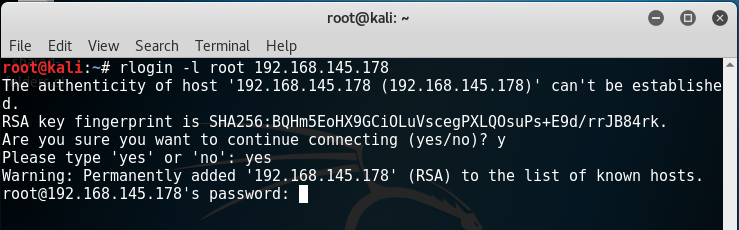 root@kali: ~
File Edit View Search Terminal Help
root@kali:~# rlogin -l root 192.168.145.178
The authenticity of host '192.168.145.178 (192.168.145.178)' can't be establishe
d.
RSA key fingerprint is SHA256:BQHm5EoHX9GCiOLuVscegPXLQOsuPs+E9d/rrJB84rk.
Are you sure you want to continue connecting (yes/no)? y
Please type 'yes' or 'no': yes
Warning: Permanently added '192.168.145.178' (RSA) to the list of known hosts.
root@192.168.145.178's password: